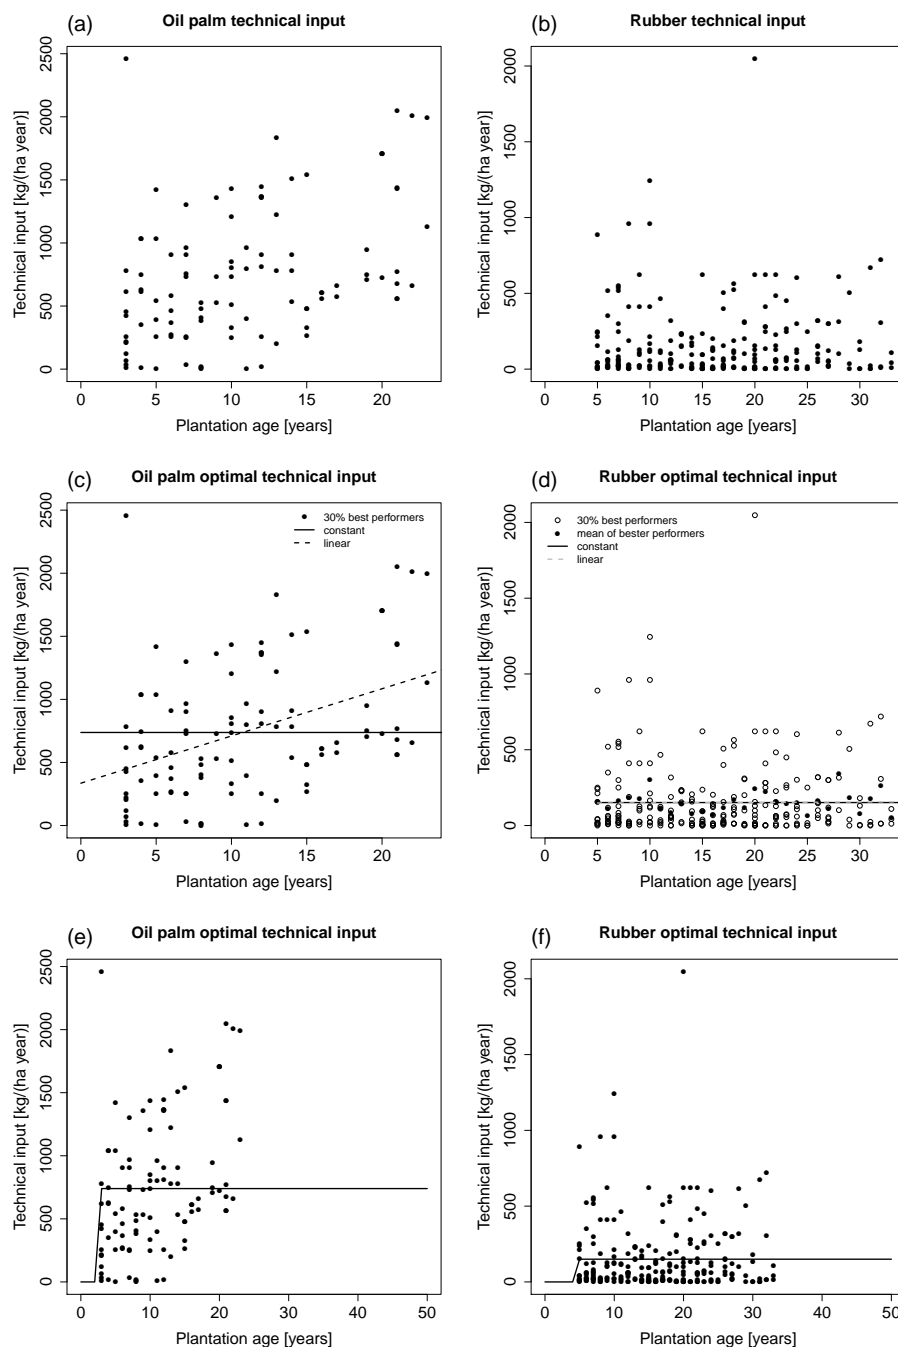 (a) Oil palm technical input
Technical input [kg/(ha year)]
0 500 1000 1500 2000 2500
0 5 10 15 20
Plantation age [years]
(b) Rubber technical input
Technical input [kg/(ha year)]
0 500 1000 1500 2000
0 5 10 15 20 25 30
Plantation age [years]
(c) Oil palm optimal technical input
30% best performers
constant
linear
Technical input [kg/(ha year)]
0 500 1000 1500 2000 2500
0 5 10 15 20
Plantation age [years]
(d) Rubber optimal technical input
30% best performers
mean of bester performers
constant
linear
Technical input [kg/(ha year)]
0 500 1000 1500 2000
0 5 10 15 20 25 30
Plantation age [years]
(e) Oil palm optimal technical input
Technical input [kg/(ha year)]
0 500 1000 1500 2000 2500
0 10 20 30 40 50
Plantation age [years]
(f) Rubber optimal technical input
Technical input [kg/(ha year)]
0 500 1000 1500 2000
0 10 20 30 40 50
Plantation age [years]